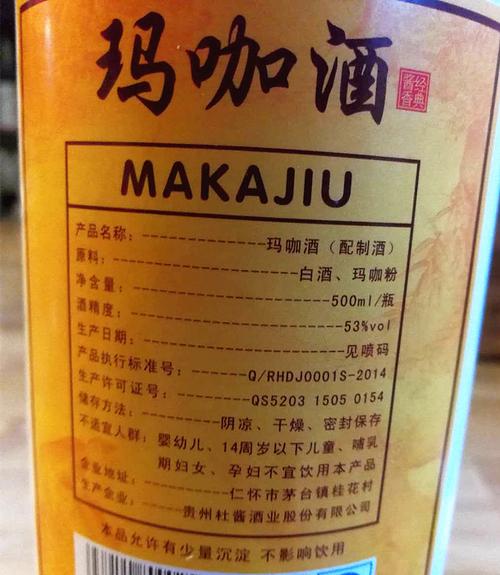 玛咖酒
经典
酱香
MAKAJIU
产品名称：玛咖酒（配制酒）
原料：白酒、玛咖粉
净含量：500ml/瓶
酒精度：53%vol
生产日期：见喷码
产品执行标准号：Q/RHDJ0001S-2014
生产许可证号：QS5203 1505 0154
储存方法：阴凉、干燥、密封保存
不适宜人群：婴幼儿、14周岁以下儿童、哺乳
期妇女、孕妇不宜饮用本产品
企业地址：仁怀市茅台镇桂花村
生产企业：贵州杜酱酒业股份有限公司
本品允许有少量沉淀 不影响饮用